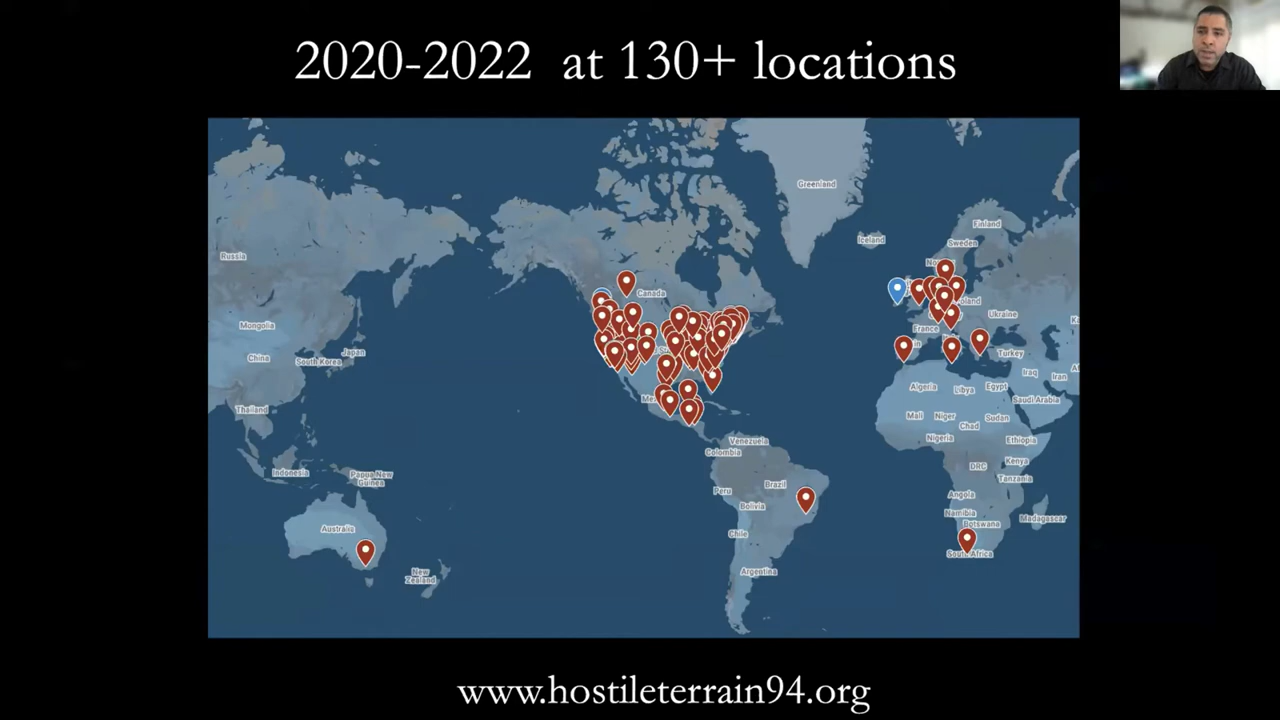 2020-2022 at 130+ locations
Greenland
Finland
Iceland
Sweden
Russia
Canada
Ukraine
France
Mongolia
Turkey
China
Japan
South Korea
Iraq
Iran
Algeria
Libya
Egypt
Saudi Arabia
Thailand
Mali
Niger
Sudan
Chad
Nigeria
Ethiopia
Venezuela
Colombia
Kenya
DRC
Tanzania
Indonesia
Papua New
Guinea
Peru
Brazil
Bolivia
Angola
Namibia
Botswana
Madagascar
Australia
Chile
South Africa
New
Zealand
Argentina
www.hostileterrain94.org